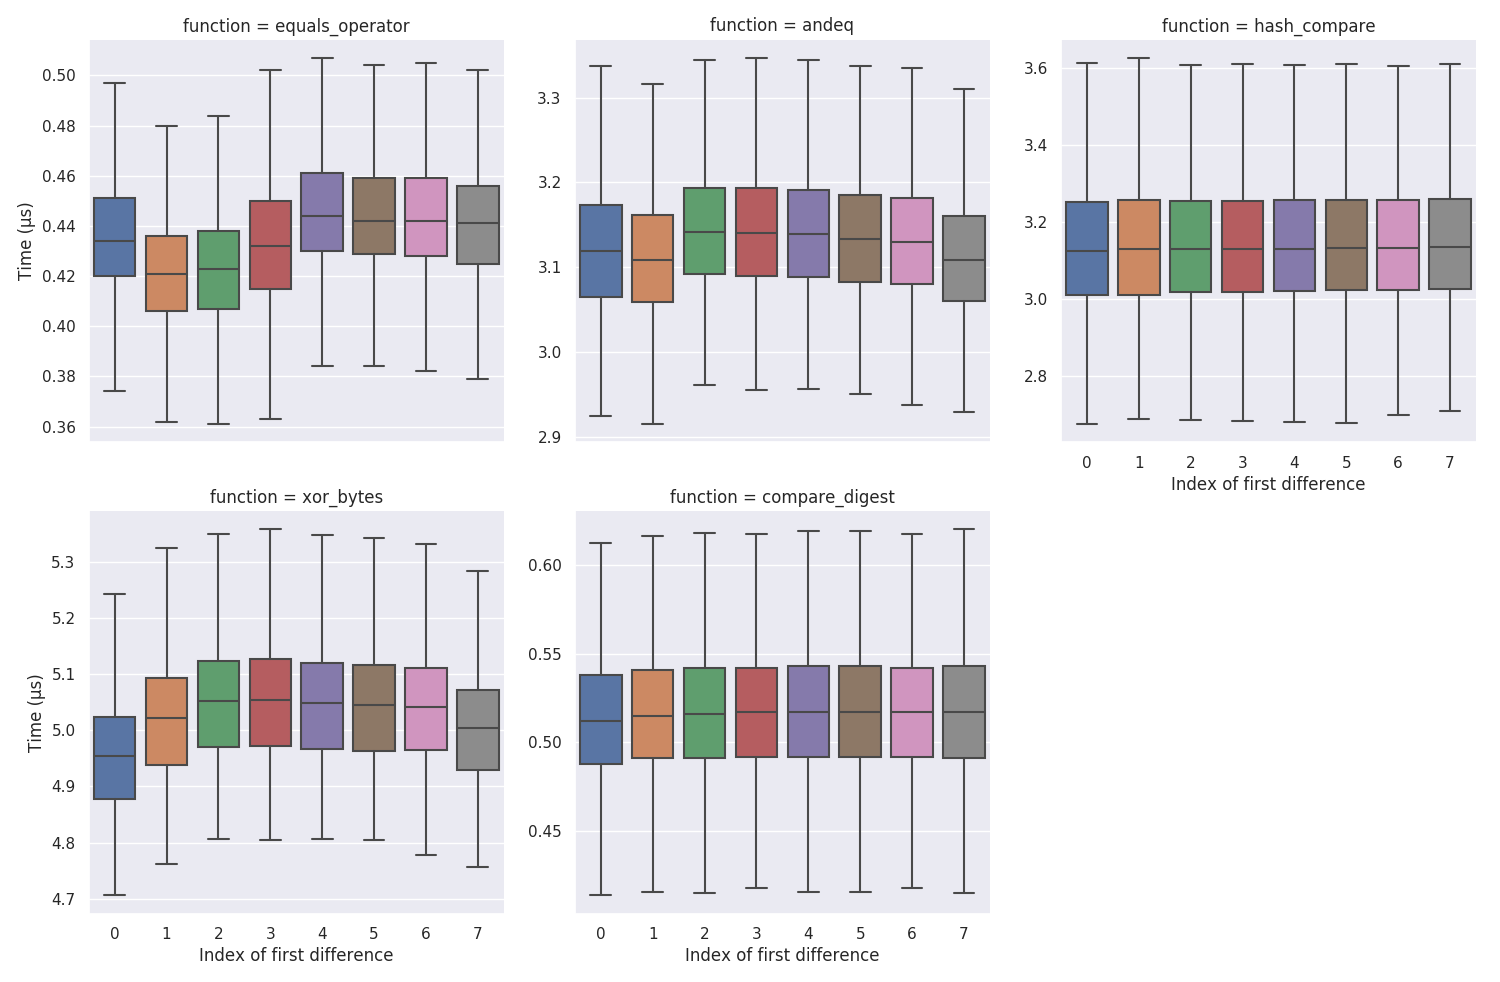 function = equals_operator
0.50
0.48
0.46
0.44
0.42
0.40
0.38
0.36
Time (µs)
function = andeq
3.3
3.2
3.1
3.0
2.9
function = hash_compare
3.6
3.4
3.2
3.0
2.8
0 1 2 3 4 5 6 7
Index of first difference
function = xor_bytes
5.3
5.2
5.1
5.0
4.9
4.8
4.7
Time (µs)
0 1 2 3 4 5 6 7
Index of first difference
function = compare_digest
0.60
0.55
0.50
0.45
0 1 2 3 4 5 6 7
Index of first difference